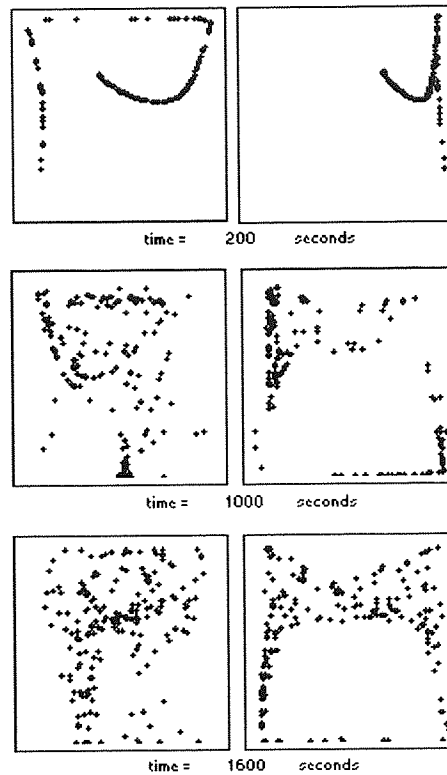 time = 200 seconds
time = 1000 seconds
time = 1600 seconds